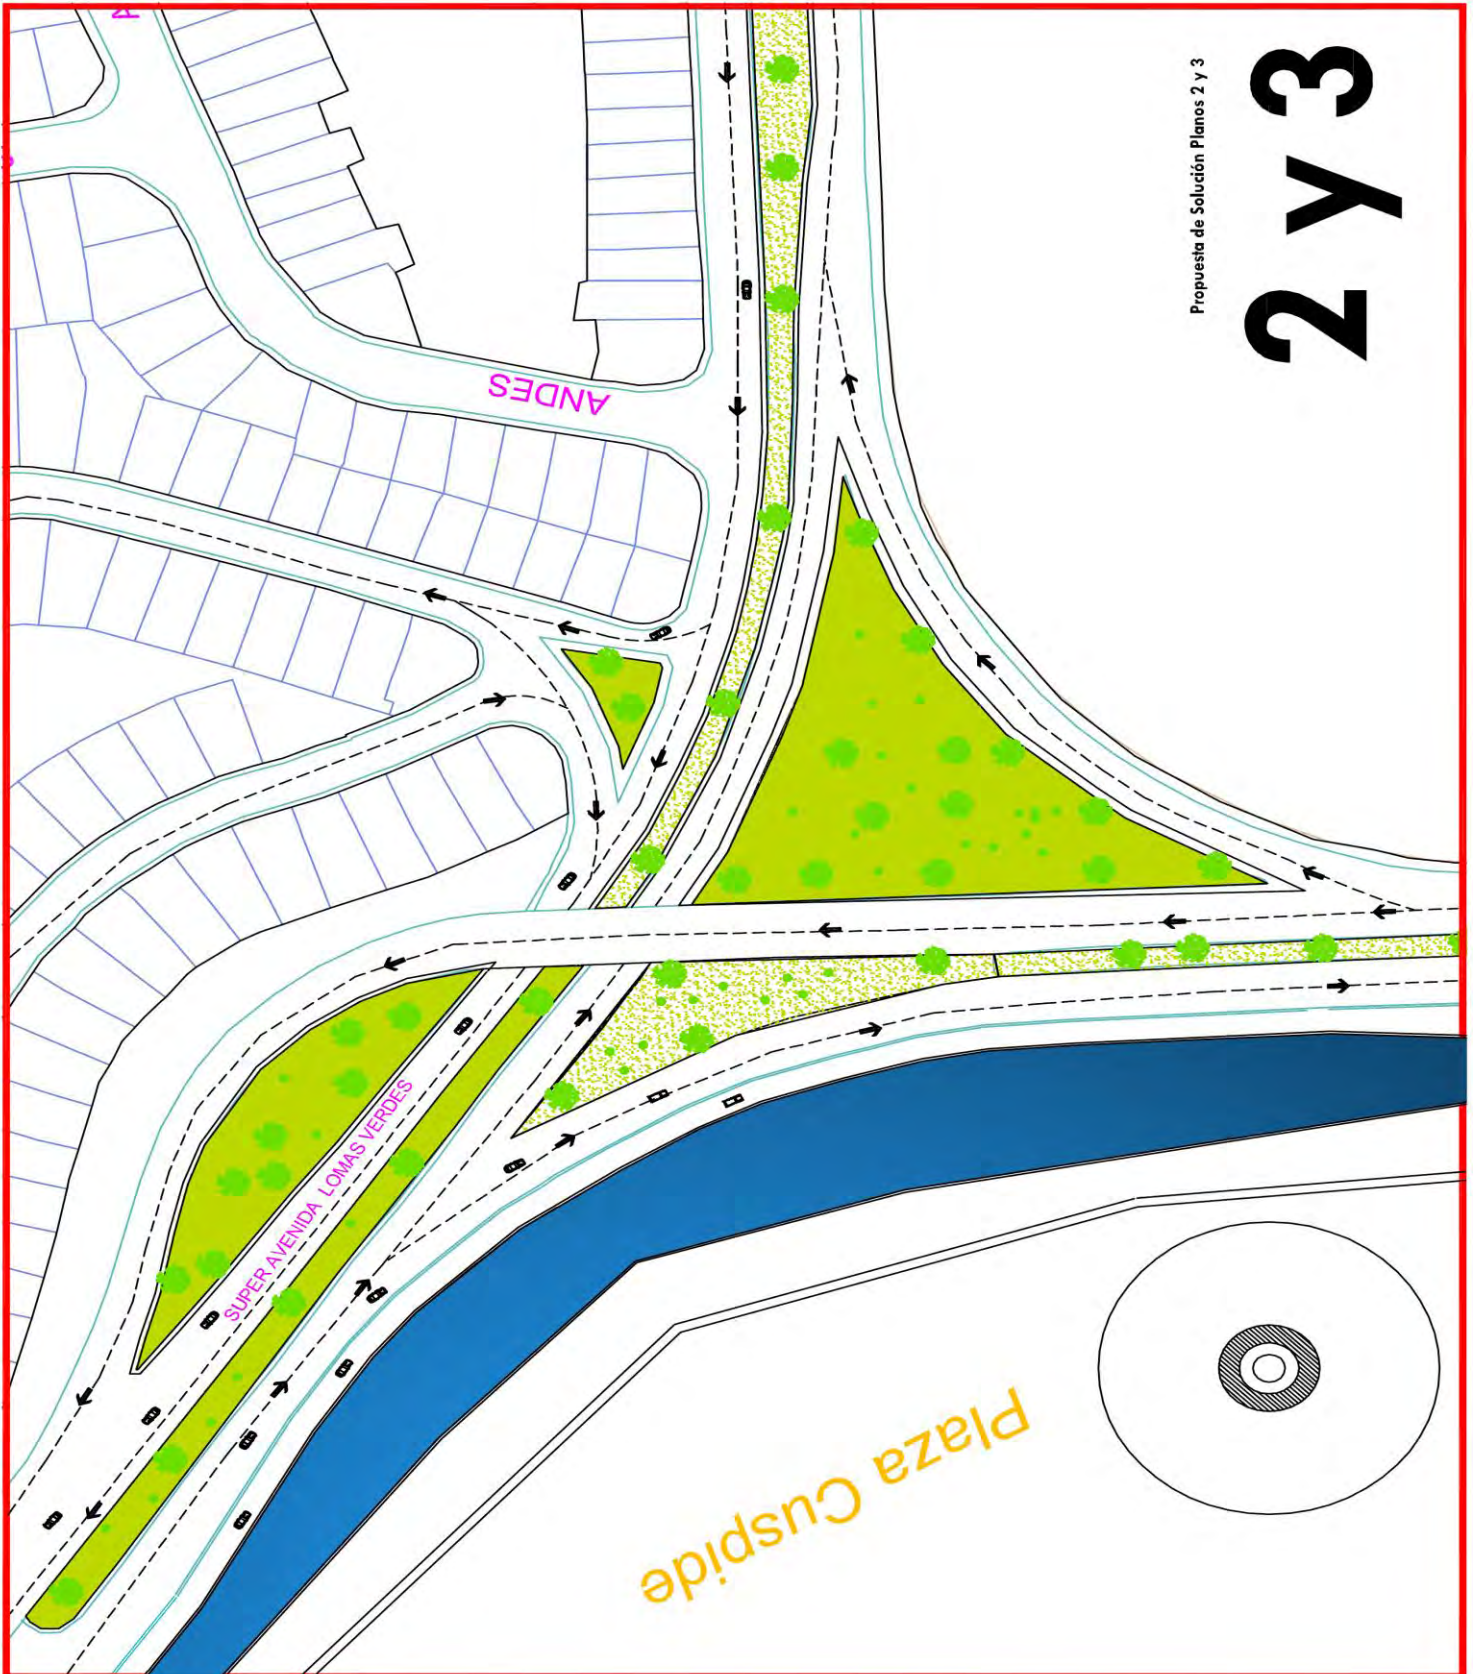 Propuesta de Solución Planos 2 y 3
2 y 3
ANDES
SUPER AVENIDA LOMAS VERDES
Plaza Cuspide